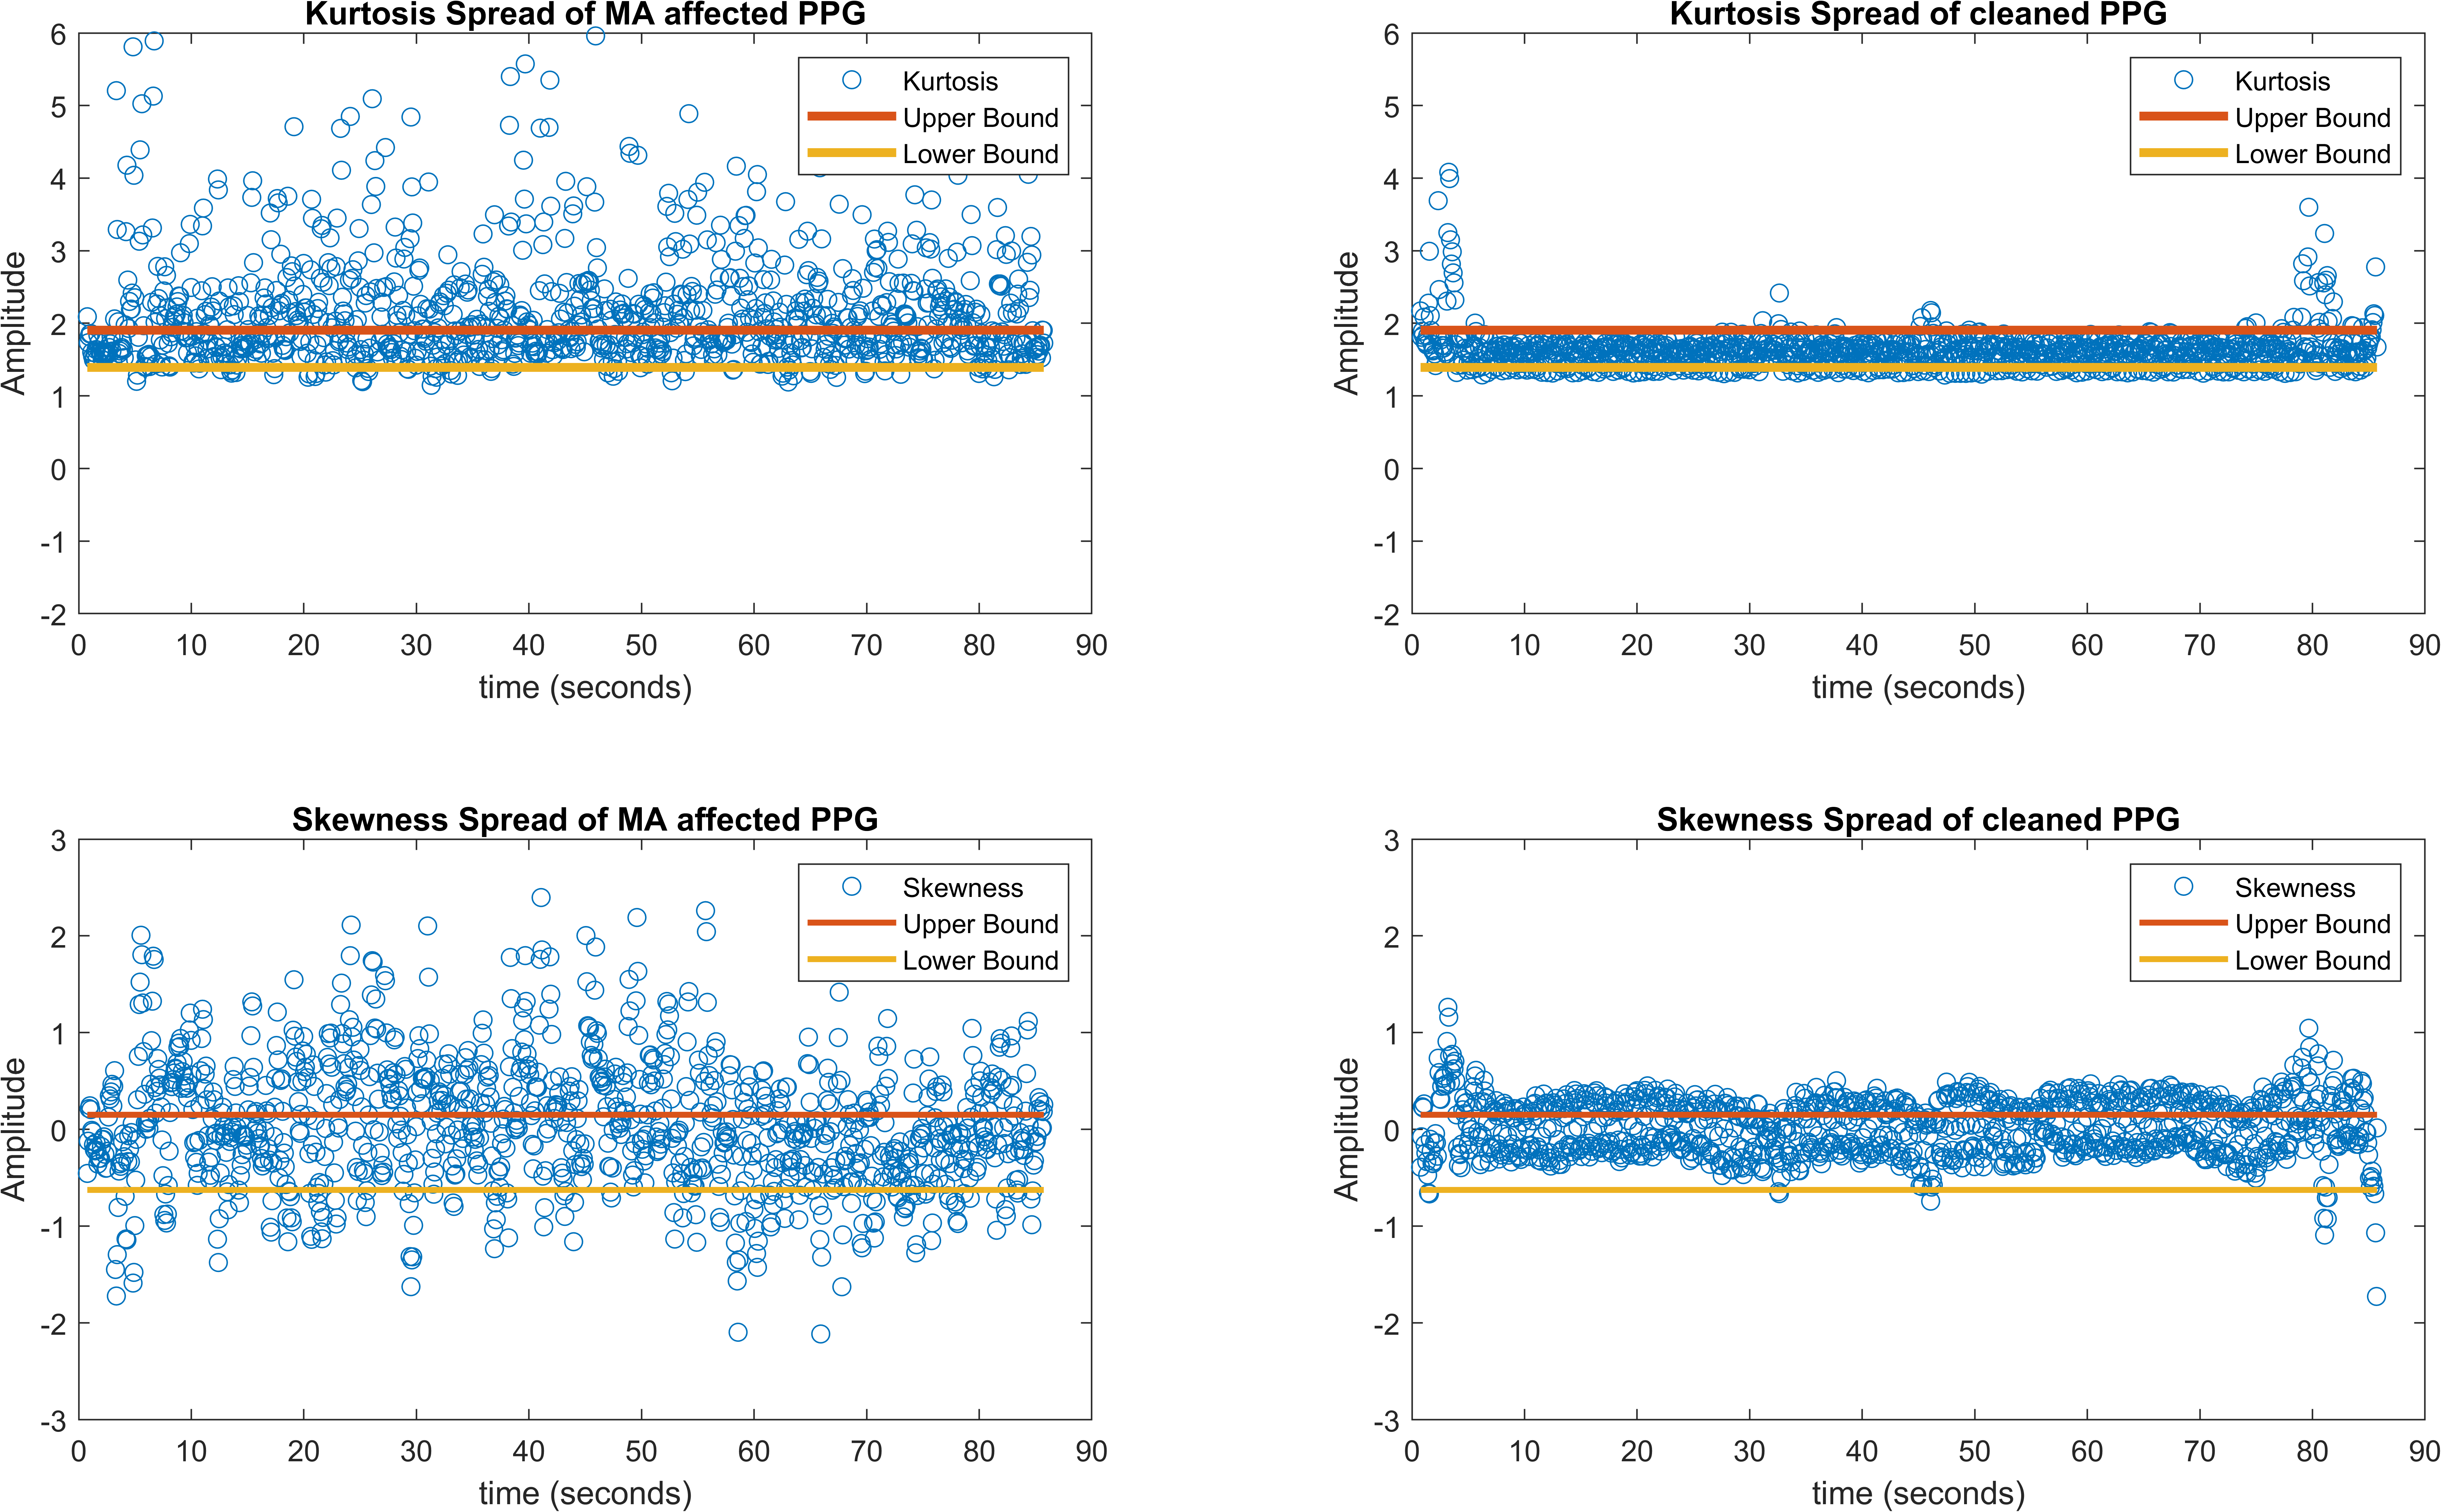 Kurtosis Spread of MA affected PPG
6
5
4
3
2
1
0
-1
-2
Amplitude
Kurtosis
Upper Bound
Lower Bound
0 10 20 30 40 50 60 70 80 90
time (seconds)
Kurtosis Spread of cleaned PPG
6
5
4
3
2
1
0
-1
-2
Amplitude
Kurtosis
Upper Bound
Lower Bound
0 10 20 30 40 50 60 70 80 90
time (seconds)
Skewness Spread of MA affected PPG
3
2
1
0
-1
-2
-3
Amplitude
Skewness
Upper Bound
Lower Bound
0 10 20 30 40 50 60 70 80 90
time (seconds)
Skewness Spread of cleaned PPG
3
2
1
0
-1
-2
-3
Amplitude
Skewness
Upper Bound
Lower Bound
0 10 20 30 40 50 60 70 80 90
time (seconds)